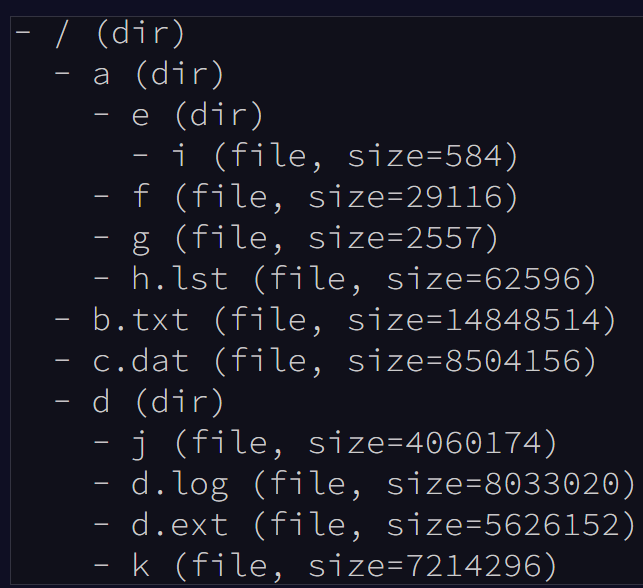 - / (dir)
  - a (dir)
    - e (dir)
      - i (file, size=584)
    - f (file, size=29116)
    - g (file, size=2557)
    - h.lst (file, size=62596)
  - b.txt (file, size=14848514)
  - c.dat (file, size=8504156)
  - d (dir)
    - j (file, size=4060174)
    - d.log (file, size=8033020)
    - d.ext (file, size=5626152)
    - k (file, size=7214296)